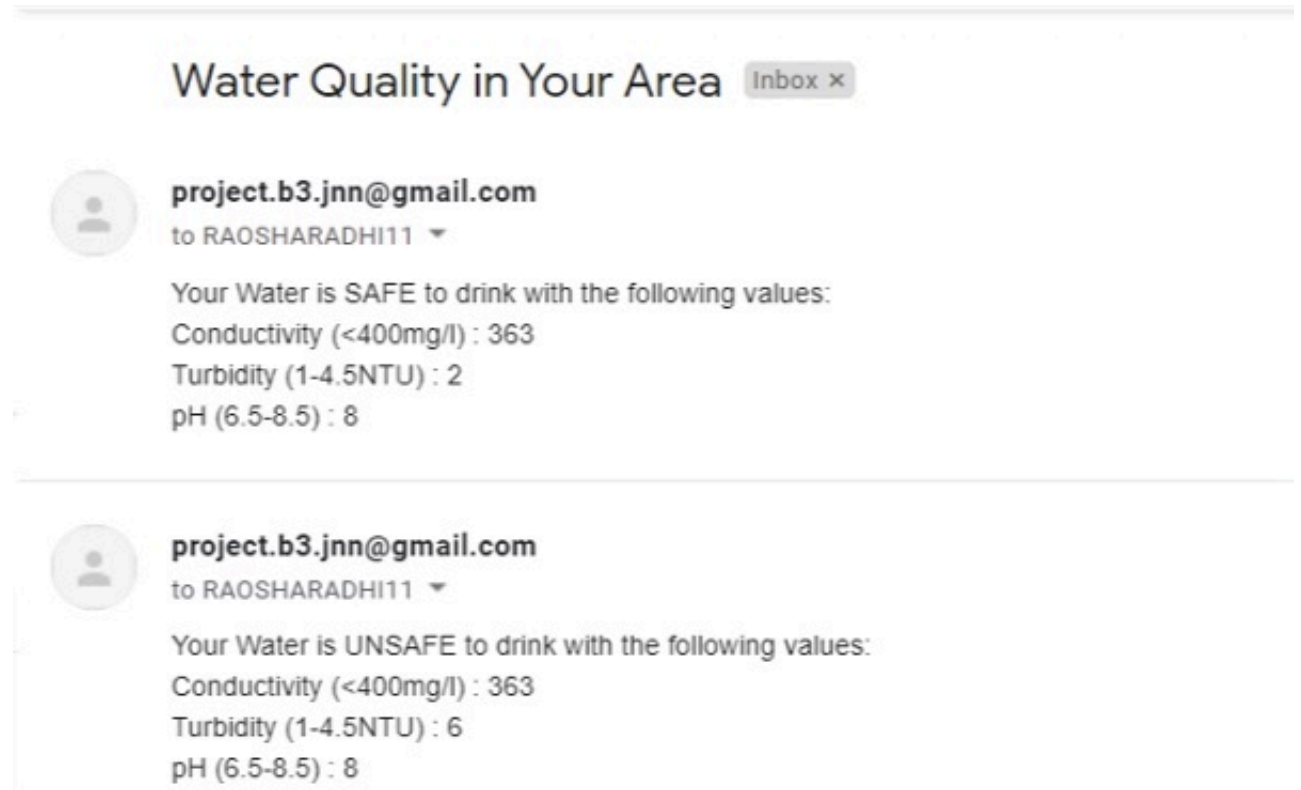 Water Quality in Your Area Inbox ×
project.b3.jnn@gmail.com
to RAOSHARADHI11
Your Water is SAFE to drink with the following values:
Conductivity (<400mg/l) : 363
Turbidity (1-4.5NTU) : 2
pH (6.5-8.5) : 8
project.b3.jnn@gmail.com
to RAOSHARADHI11
Your Water is UNSAFE to drink with the following values:
Conductivity (<400mg/l) : 363
Turbidity (1-4.5NTU) : 6
pH (6.5-8.5) : 8